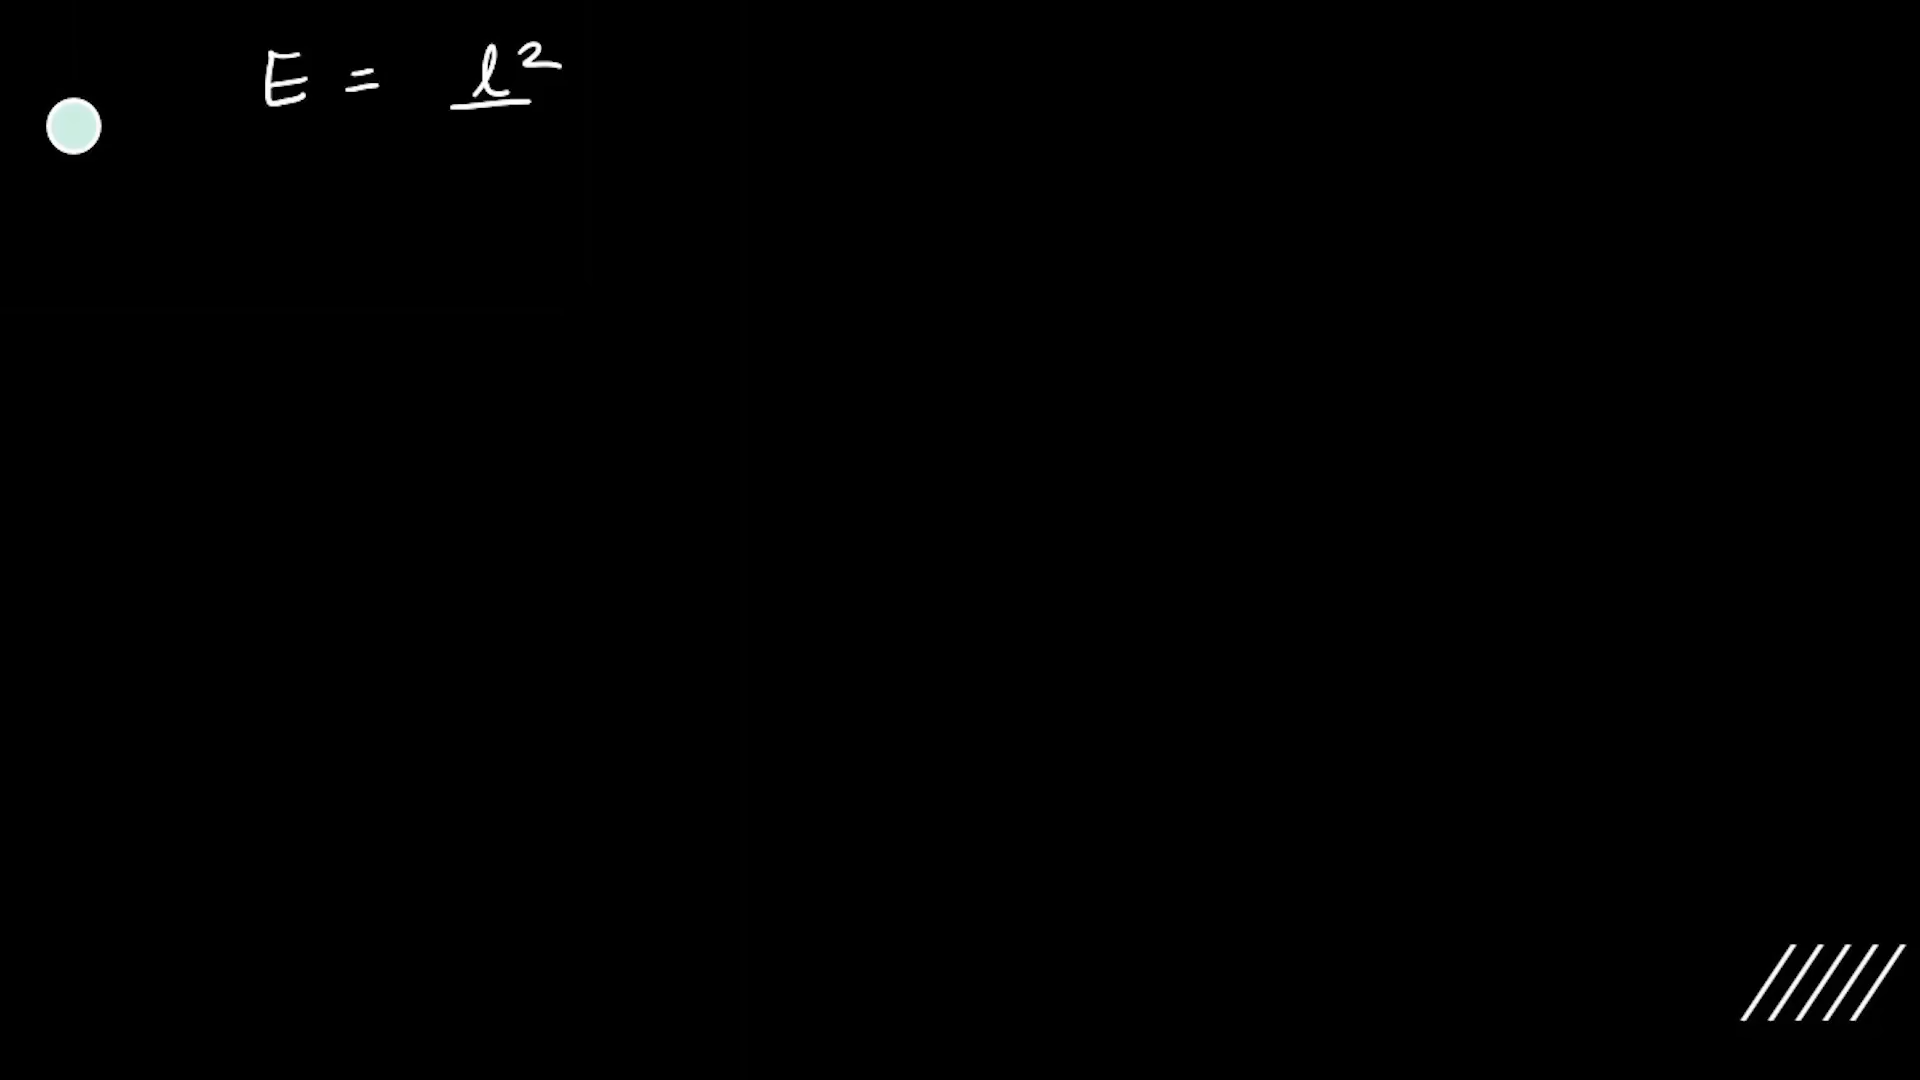 E = l²